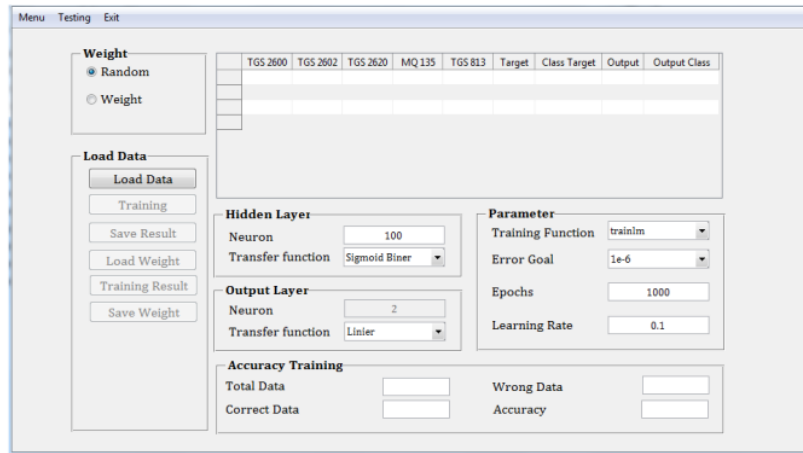 Menu Testing Exit
Weight
Random
Weight
TGS 2600 TGS 2602 TGS 2620 MQ 135 TGS 813 Target Class Target Output Output Class
Load Data
Load Data
Training
Save Result
Load Weight
Training Result
Save Weight
Hidden Layer
Neuron 100
Transfer function Sigmoid Biner
Output Layer
Neuron 2
Transfer function Linier
Parameter
Training Function trainlm
Error Goal 1e-6
Epochs 1000
Learning Rate 0.1
Accuracy Training
Total Data
Correct Data
Wrong Data
Accuracy